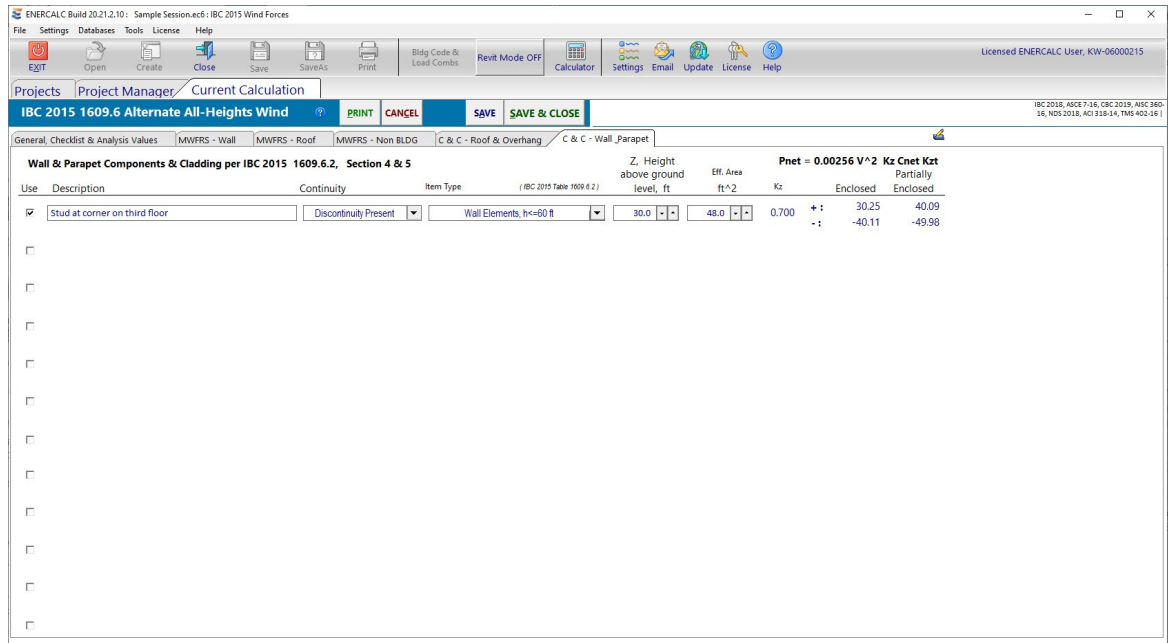 ENERCALC Build 20.21.2.10 : Sample Session.ec6 : IBC 2015 Wind Forces
File Settings Databases Tools License Help
EXIT Open Create Close Save SaveAs Print Bldg Code & Load Combs Revit Mode OFF Calculator Settings Email Update License Help Licensed ENERCALC User, KW-06000215
Projects Project Manager Current Calculation
IBC 2015 1609.6 Alternate All-Heights Wind ? PRINT CANCEL SAVE SAVE & CLOSE
IBC 2018, ASCE 7-16, CBC 2019, AISC 360-
16, NDS 2018, ACI 318-14, TMS 402-16 |
General, Checklist & Analysis Values MWFRS - Wall MWFRS - Roof MWFRS - Non BLDG C & C - Roof & Overhang C & C - Wall_Parapet
Wall & Parapet Components & Cladding per IBC 2015 1609.6.2, Section 4 & 5
Z, Height
above ground
level, ft
Eff. Area
ft^2
Pnet = 0.00256 V^2 Kz Cnet Kzt
Partially
Use Description Continuity Item Type ( IBC 2015 Table 1609.6.2 ) Kz Enclosed Enclosed
Stud at corner on third floor Discontinuity Present Wall Elements, h<=60 ft 30.0 48.0 0.700 + : 30.25 40.09
- : -40.11 -49.98